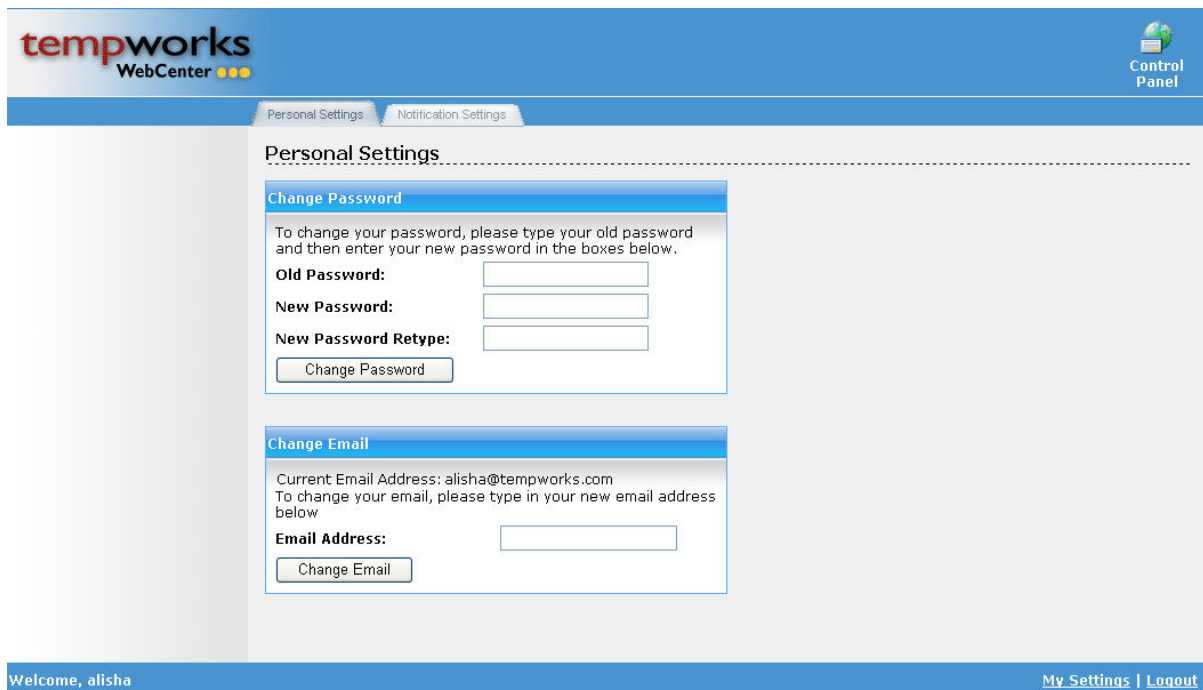 tempworks
WebCenter
Control
Panel
Personal Settings
Notification Settings
Personal Settings
Change Password
To change your password, please type your old password
and then enter your new password in the boxes below.
Old Password:
New Password:
New Password Retype:
Change Password
Change Email
Current Email Address: alisha@tempworks.com
To change your email, please type in your new email address
below
Email Address:
Change Email
Welcome, alisha
My Settings | Logout